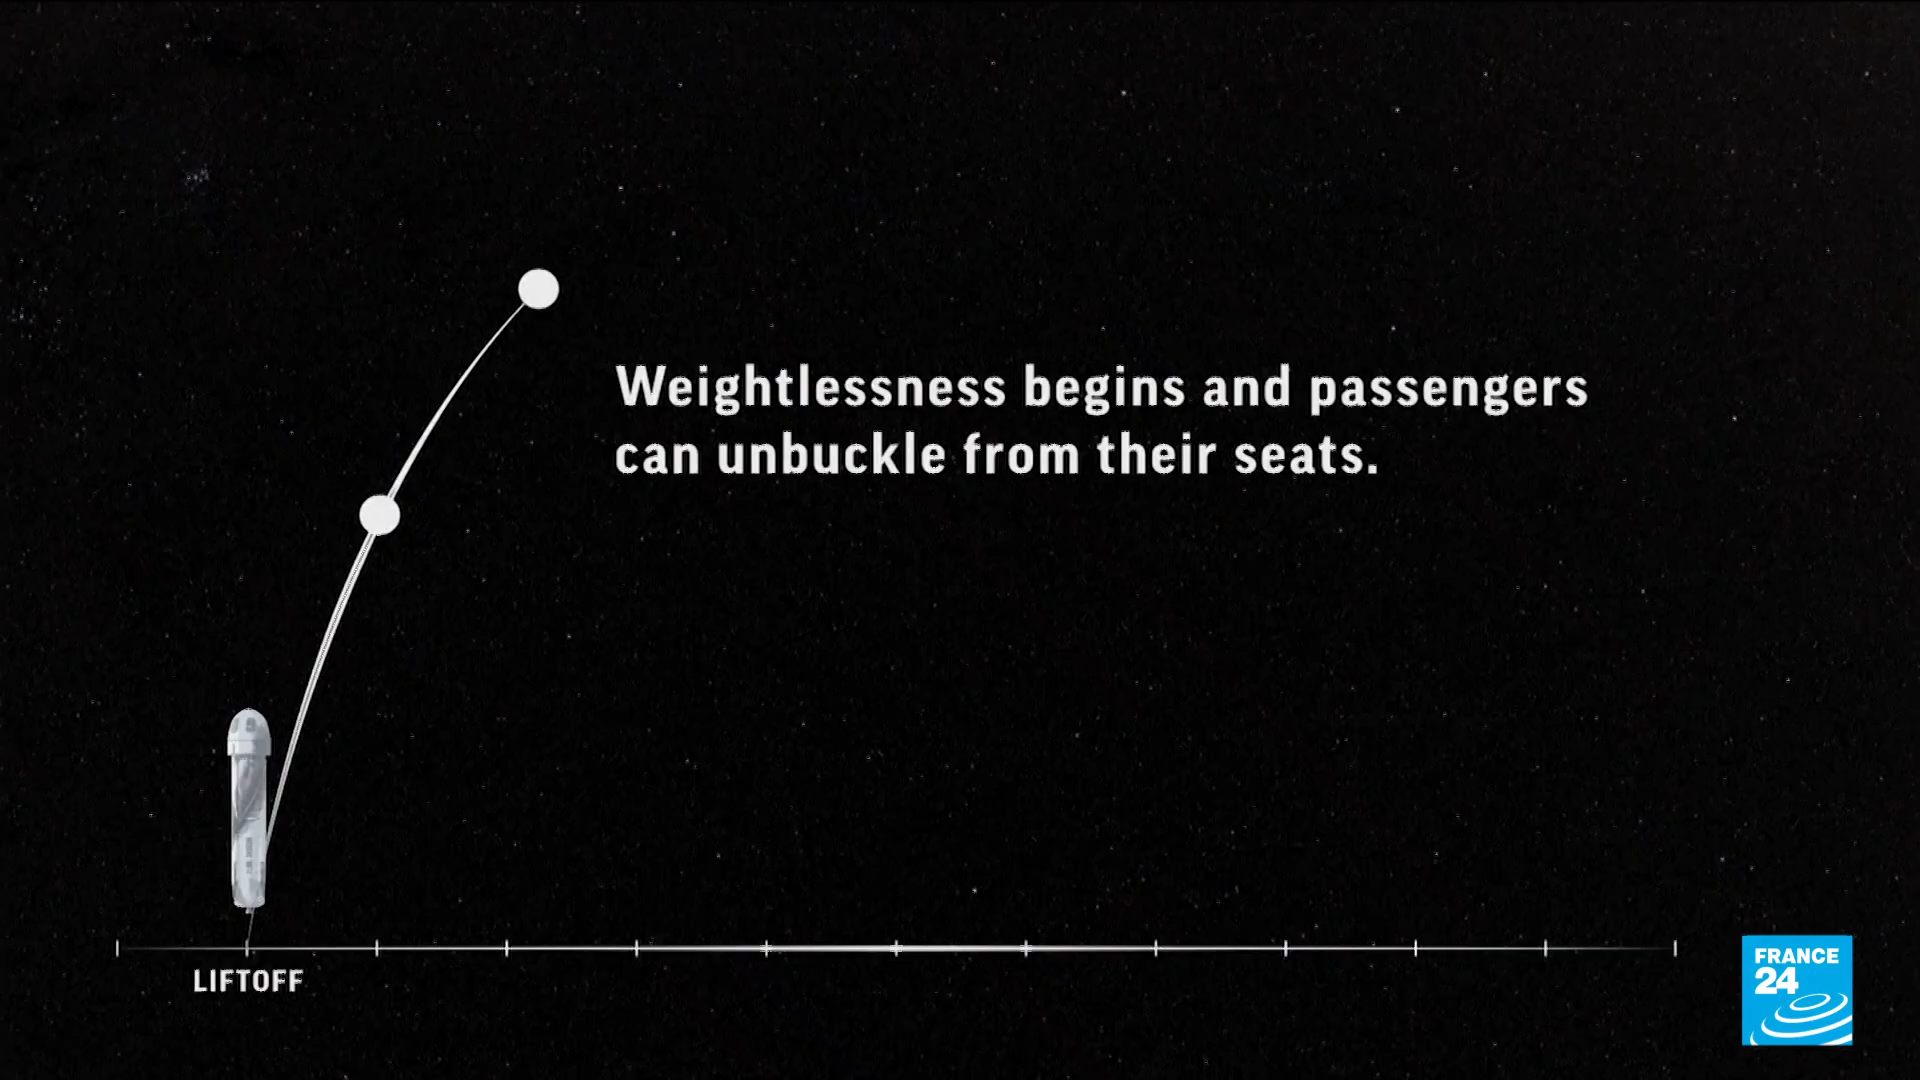 Weightlessness begins and passengers
can unbuckle from their seats.
LIFTOFF
FRANCE
24